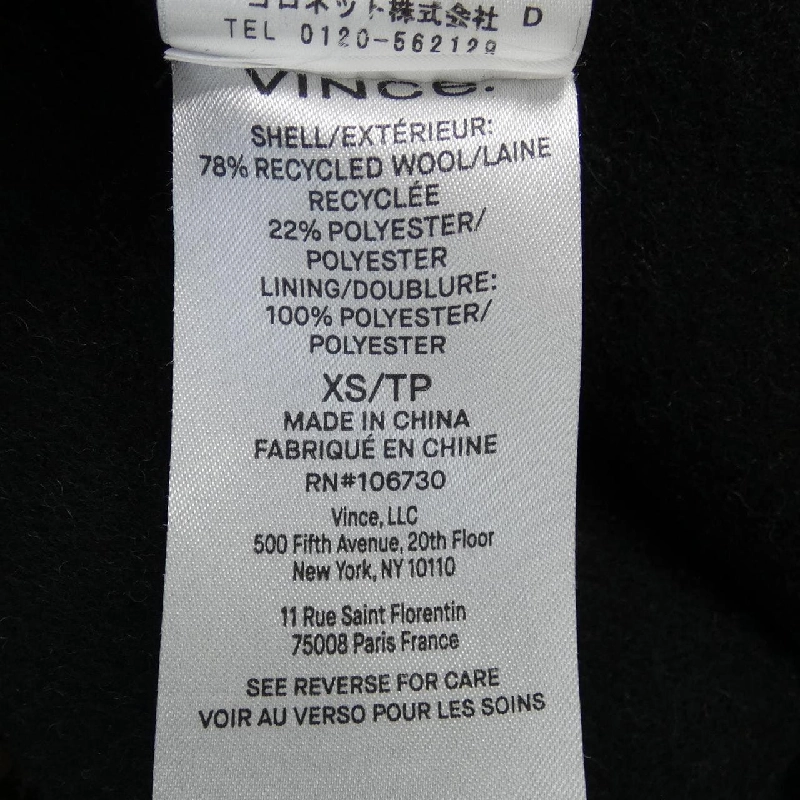 コロネット株式会社 D
TEL 0120-562129
VINCE.
SHELL/EXTÉRIEUR:
78% RECYCLED WOOL/LAINE
RECYCLÉE
22% POLYESTER/
POLYESTER
LINING/DOUBLURE:
100% POLYESTER/
POLYESTER
XS/TP
MADE IN CHINA
FABRIQUÉ EN CHINE
RN#106730
Vince, LLC
500 Fifth Avenue, 20th Floor
New York, NY 10110
11 Rue Saint Florentin
75008 Paris France
SEE REVERSE FOR CARE
VOIR AU VERSO POUR LES SOINS